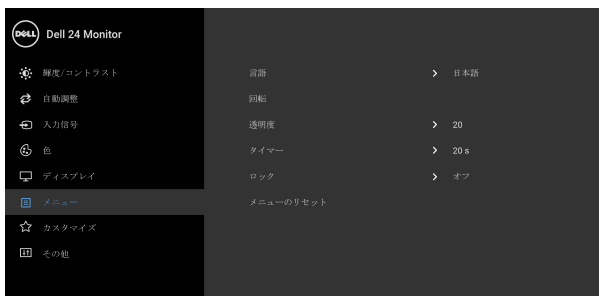 DELL Dell 24 Monitor
輝度/コントラスト
自動調整
入力信号
色
ディスプレイ
メニュー
カスタマイズ
その他
言語 日本語
回転
透明度 20
タイマー 20 s
ロック オフ
メニューのリセット